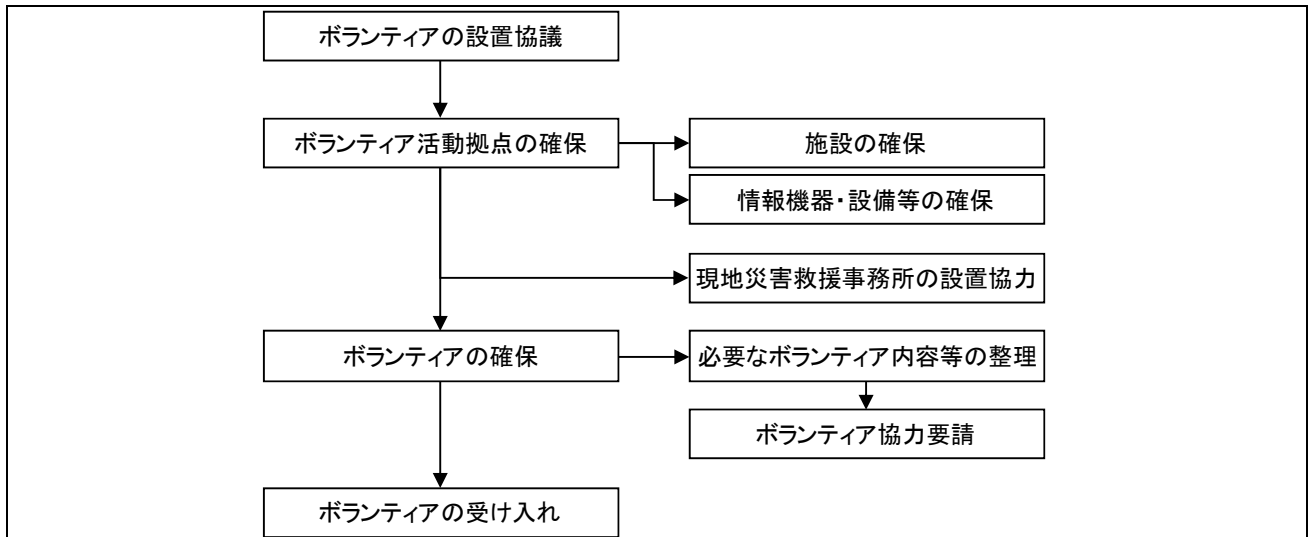 ボランティアの設置協議
ボランティア活動拠点の確保
施設の確保
情報機器・設備等の確保
現地災害救援事務所の設置協力
ボランティアの確保
必要なボランティア内容等の整理
ボランティア協力要請
ボランティアの受け入れ